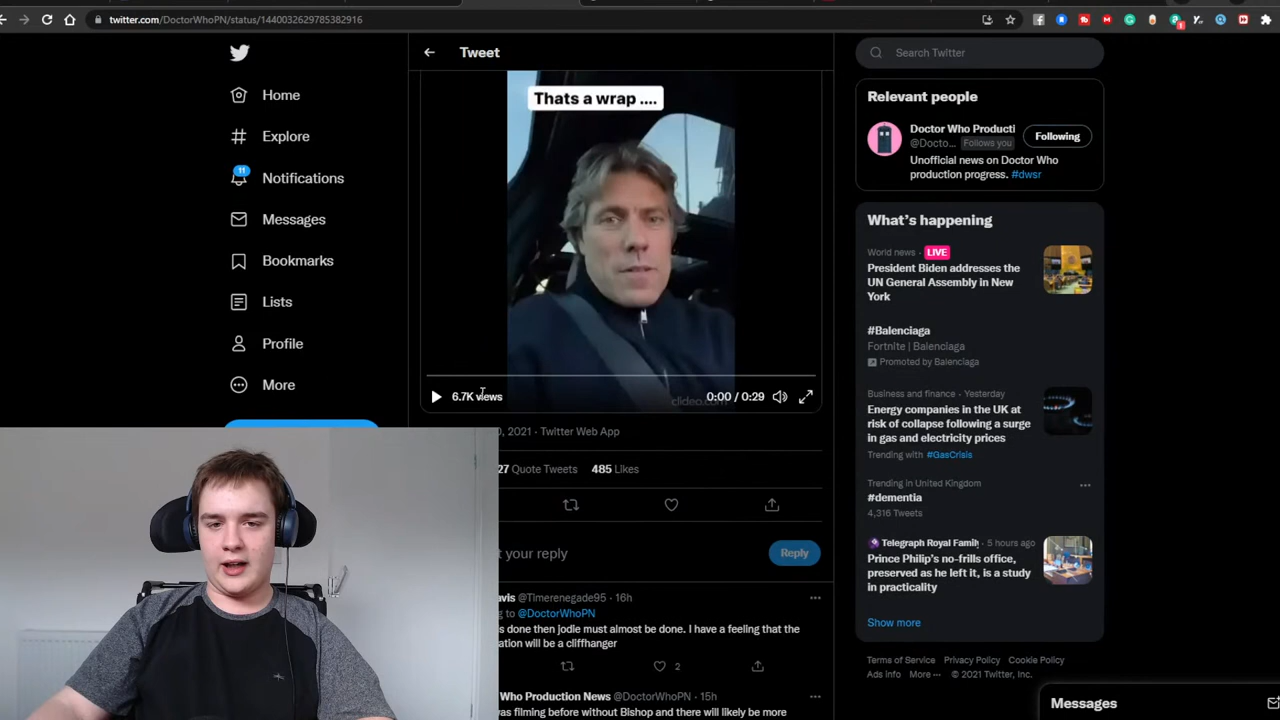 twitter.com/DoctorWhoPN/status/1440032629785382916
Home
Explore
11
Notifications
Messages
Bookmarks
Lists
Profile
More
Tweet
Thats a wrap ....
6.7K views
0:00 / 0:29
clideo.com
0, 2021 · Twitter Web App
27 Quote Tweets 485 Likes
t your reply
Reply
avis @Timerenegade95 · 16h
g to @DoctorWhoPN
s done then jodle must almost be done. I have a feeling that the
ation will be a cliffhanger
2
Who Production News @DoctorWhoPN · 15h
as filming before without Bishop and there will likely be more
Search Twitter
Relevant people
Doctor Who Producti
@Docto... Follows you
Following
Unofficial news on Doctor Who
production progress. #dwsr
What's happening
World news · LIVE
President Biden addresses the
UN General Assembly in New
York
#Balenciaga
Fortnite | Balenciaga
Promoted by Balenciaga
Business and finance · Yesterday
Energy companies in the UK at
risk of collapse following a surge
in gas and electricity prices
Trending with #GasCrisis
Trending in United Kingdom
#dementia
4,316 Tweets
Telegraph Royal Family · 5 hours ago
Prince Philip's no-frills office,
preserved as he left it, is a study
in practicality
Show more
Terms of Service Privacy Policy Cookie Policy
Ads info More ··· © 2021 Twitter, Inc.
Messages